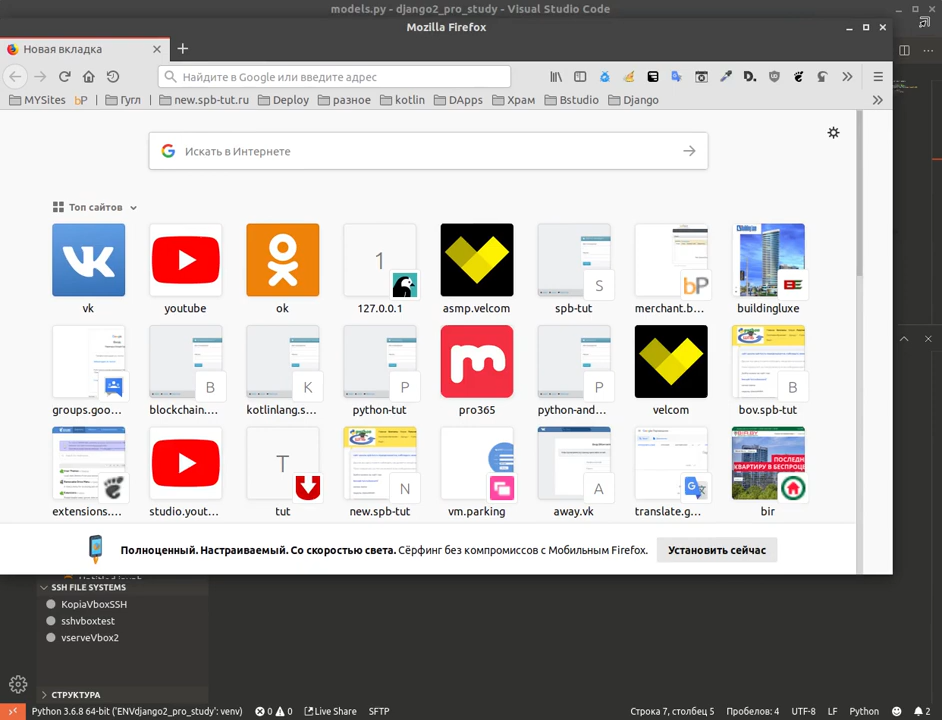 models.py - django2_pro_study - Visual Studio Code
Mozilla Firefox
Новая вкладка
Найдите в Google или введите адрес
MYSites bP Гугл new.spb-tut.ru Deploy разное kotlin DApps Храм Bstudio Django
Искать в Интернете
Топ сайтов
vk youtube ok 127.0.0.1 asmp.velcom spb-tut merchant.b... buildingluxe
groups.goo... blockchain.... kotlinlang.s... python-tut pro365 python-and... velcom bov.spb-tut
extensions.... studio.yout... tut new.spb-tut vm.parking away.vk translate.g... bir
Полноценный. Настраиваемый. Со скоростью света. Сёрфинг без компромиссов с Мобильным Firefox. Установить сейчас
SSH FILE SYSTEMS
KopiaVboxSSH
sshvboxtest
vserveVbox2
СТРУКТУРА
Python 3.6.8 64-bit ('ENVdjango2_pro_study': venv) 0 0 Live Share SFTP Строка 7, столбец 5 Пробелов: 4 UTF-8 LF Python 2